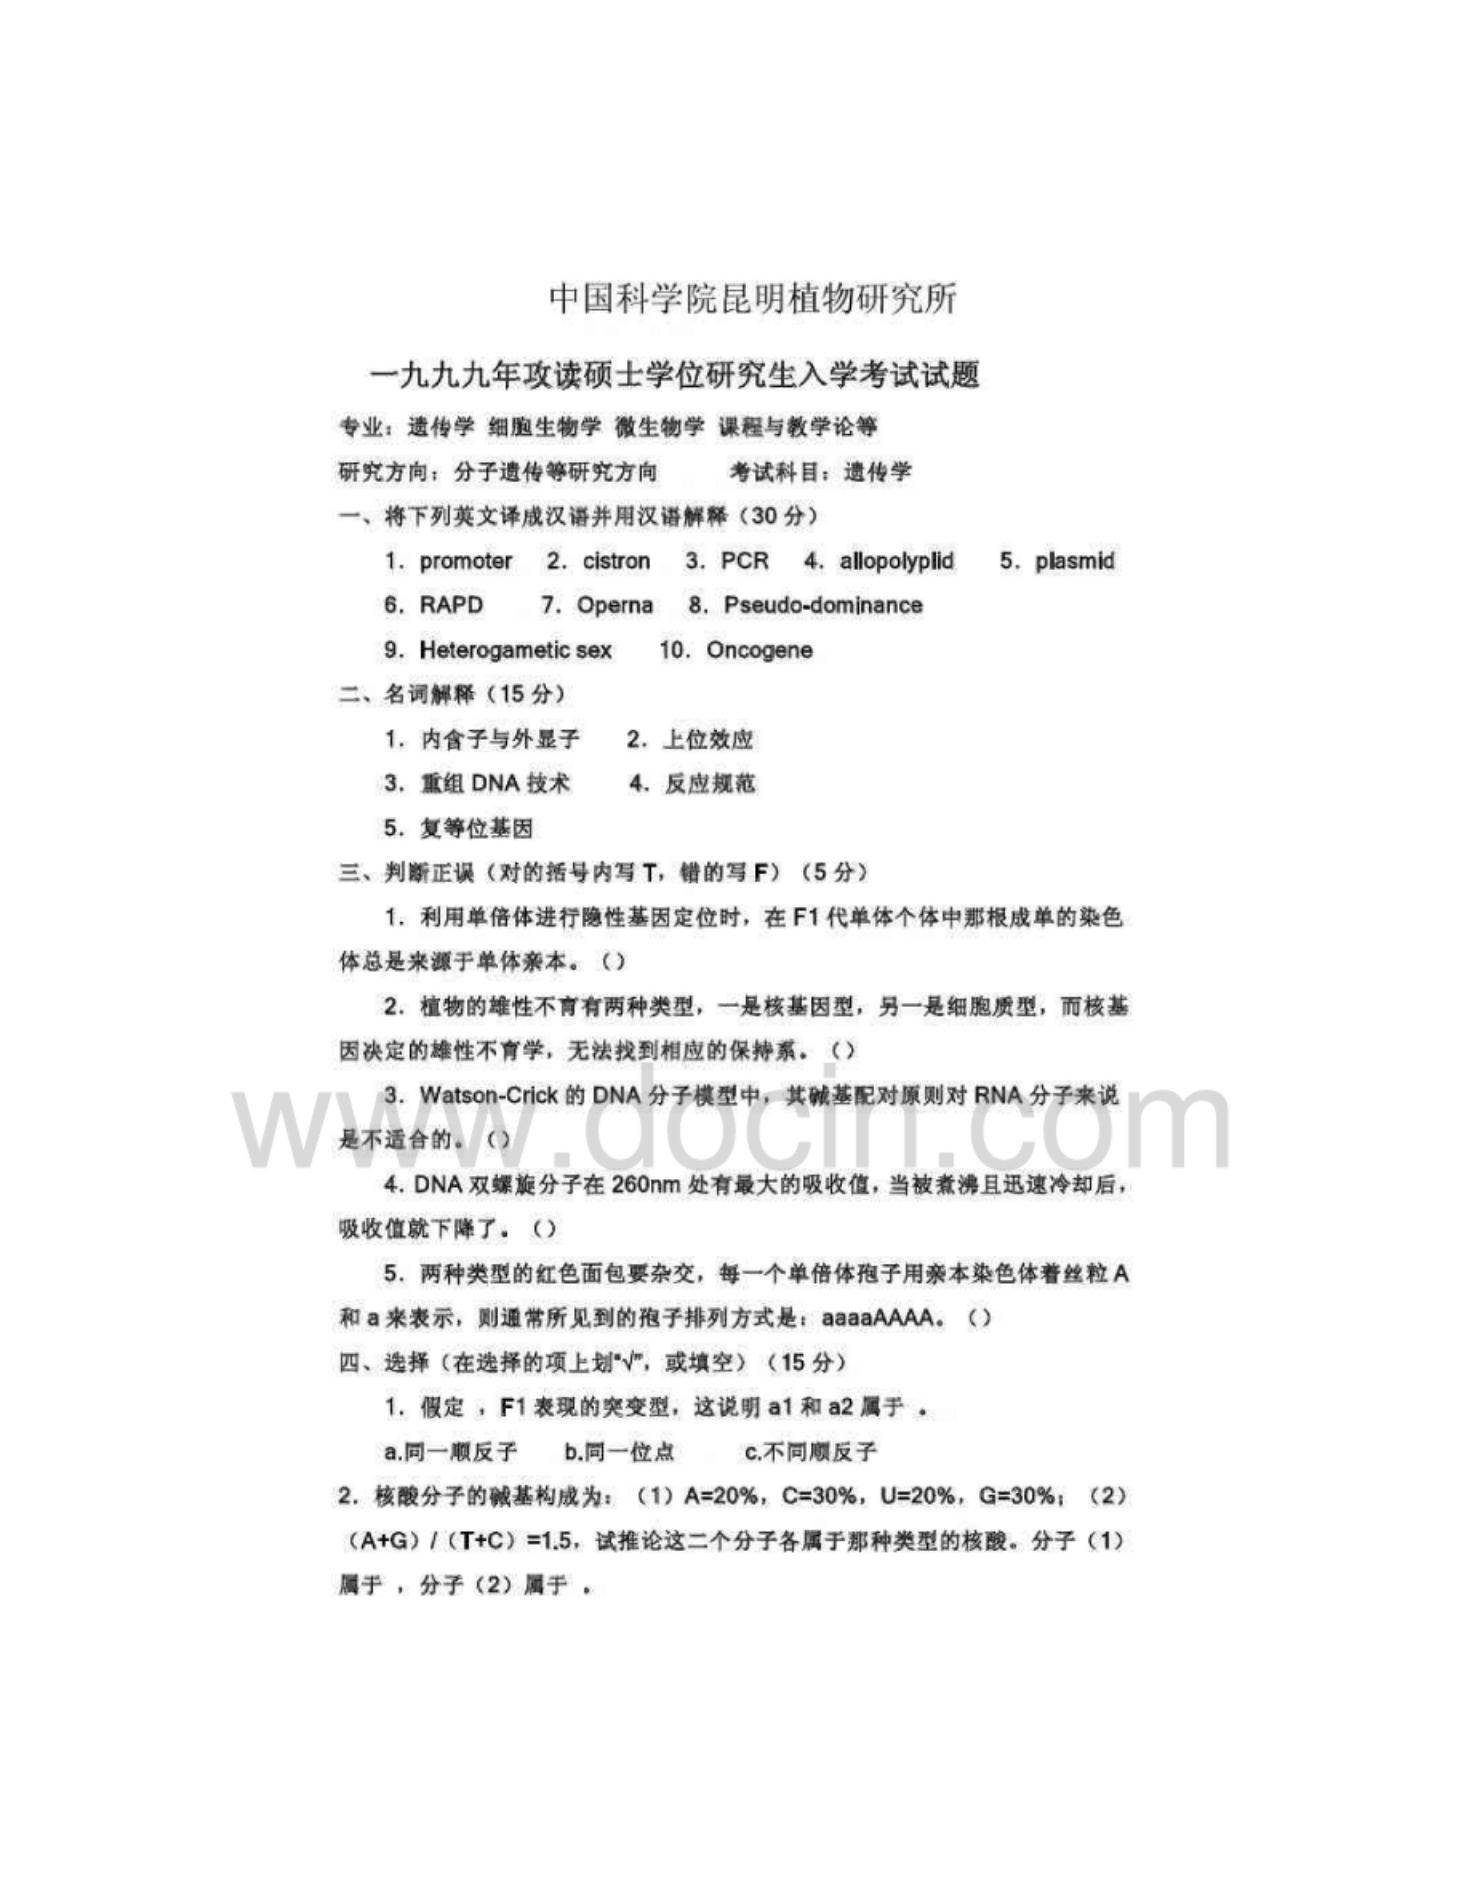 中国科学院昆明植物研究所
一九九九年攻读硕士学位研究生入学考试试题
专业：遗传学 细胞生物学 微生物学 课程与教学论等
研究方向：分子遗传等研究方向 考试科目：遗传学
一、将下列英文译成汉语并用汉语解释（30 分）
1．promoter 2．cistron 3．PCR 4．allopolyplid 5．plasmid
6．RAPD 7．Operna 8．Pseudo-dominance
9．Heterogametic sex 10．Oncogene
二、名词解释（15 分）
1．内含子与外显子 2．上位效应
3．重组 DNA 技术 4．反应规范
5．复等位基因
三、判断正误（对的括号内写 T，错的写 F）（5 分）
1．利用单倍体进行隐性基因定位时，在 F1 代单体个体中那根成单的染色
体总是来源于单体亲本。（）
2．植物的雄性不育有两种类型，一是核基因型，另一是细胞质型，而核基
因决定的雄性不育学，无法找到相应的保持系。（）
3．Watson-Crick 的 DNA 分子模型中，其碱基配对原则对 RNA 分子来说
是不适合的。（）
4．DNA 双螺旋分子在 260nm 处有最大的吸收值，当被煮沸且迅速冷却后，
吸收值就下降了。（）
5．两种类型的红色面包要杂交，每一个单倍体孢子用亲本染色体着丝粒 A
和 a 来表示，则通常所见到的孢子排列方式是：aaaaAAAA。（）
四、选择（在选择的项上划“√”，或填空）（15 分）
1．假定 ，F1 表现的突变型，这说明 a1 和 a2 属于 。
a.同一顺反子 b.同一位点 c.不同顺反子
2．核酸分子的碱基构成为：（1）A=20%，C=30%，U=20%，G=30%；（2）
（A+G）/（T+C）=1.5，试推论这二个分子各属于那种类型的核酸。分子（1）
属于 ，分子（2）属于 。
www.docin.com